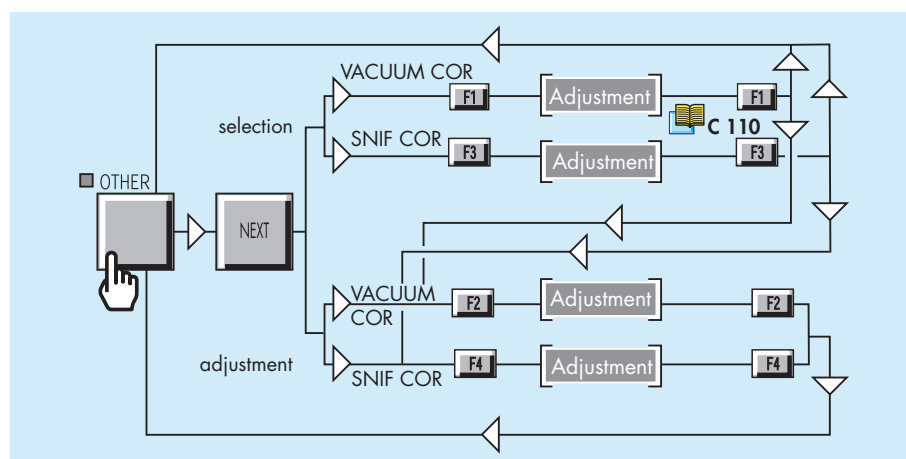 VACUUM COR
F1
Adjustment
F1
C 110
selection
SNIF COR
F3
Adjustment
F3
OTHER
NEXT
VACUUM
COR
F2
Adjustment
F2
adjustment
SNIF COR
F4
Adjustment
F4